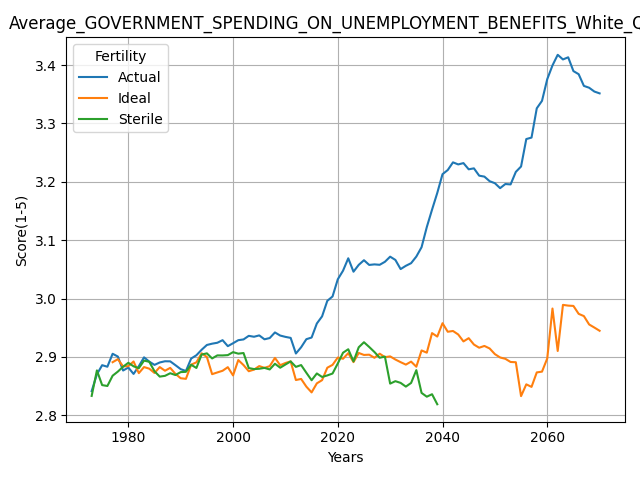 Average_GOVERNMENT_SPENDING_ON_UNEMPLOYMENT_BENEFITS_White_
Fertility
Actual
Ideal
Sterile
3.4
3.3
3.2
3.1
3.0
2.9
2.8
Score(1-5)
1980 2000 2020 2040 2060
Years